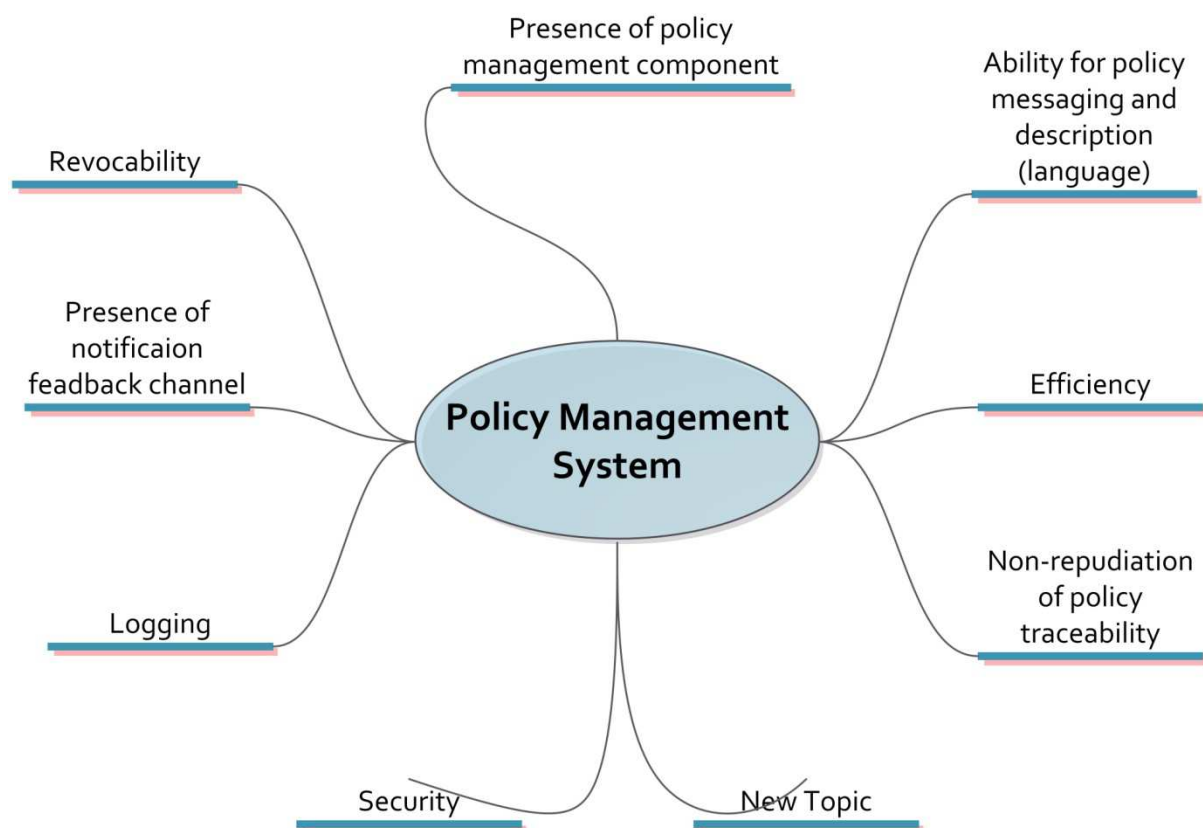 Presence of policy
management component
Ability for policy
messaging and
description
(language)
Revocability
Presence of
notificaion
feadback channel
Efficiency
Policy Management
System
Non-repudiation
of policy
traceability
Logging
Security
New Topic